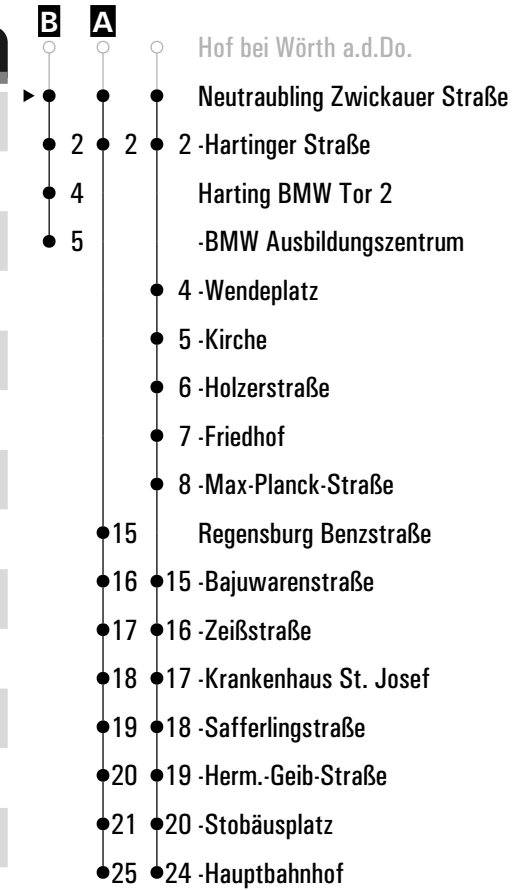 B A
Hof bei Wörth a.d.Do.
Neutraubling Zwickauer Straße
2 2 2 -Hartinger Straße
4 Harting BMW Tor 2
5 -BMW Ausbildungszentrum
4 -Wendeplatz
5 -Kirche
6 -Holzerstraße
7 -Friedhof
8 -Max-Planck-Straße
15 Regensburg Benzstraße
16 15 -Bajuwarenstraße
17 16 -Zeißstraße
18 17 -Krankenhaus St. Josef
19 18 -Safferlingstraße
20 19 -Herm.-Geib-Straße
21 20 -Stobäusplatz
25 24 -Hauptbahnhof